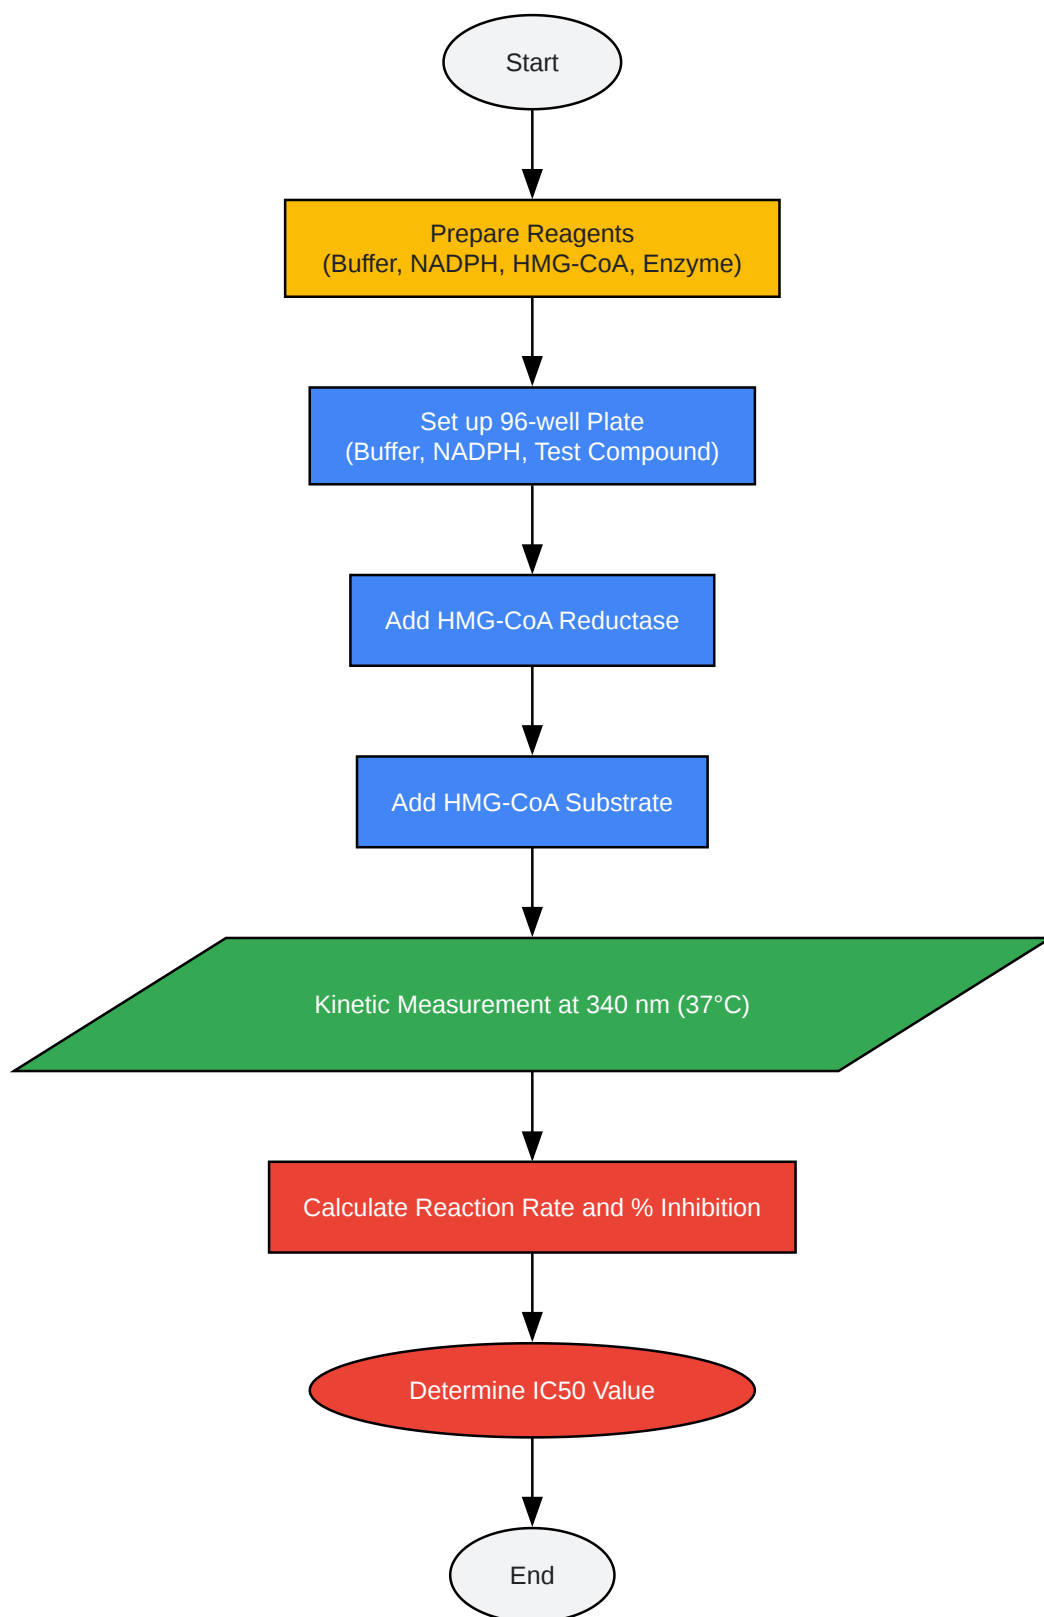 Start
Prepare Reagents
(Buffer, NADPH, HMG-CoA, Enzyme)
Set up 96-well Plate
(Buffer, NADPH, Test Compound)
Add HMG-CoA Reductase
Add HMG-CoA Substrate
Kinetic Measurement at 340 nm (37°C)
Calculate Reaction Rate and % Inhibition
Determine IC50 Value
End